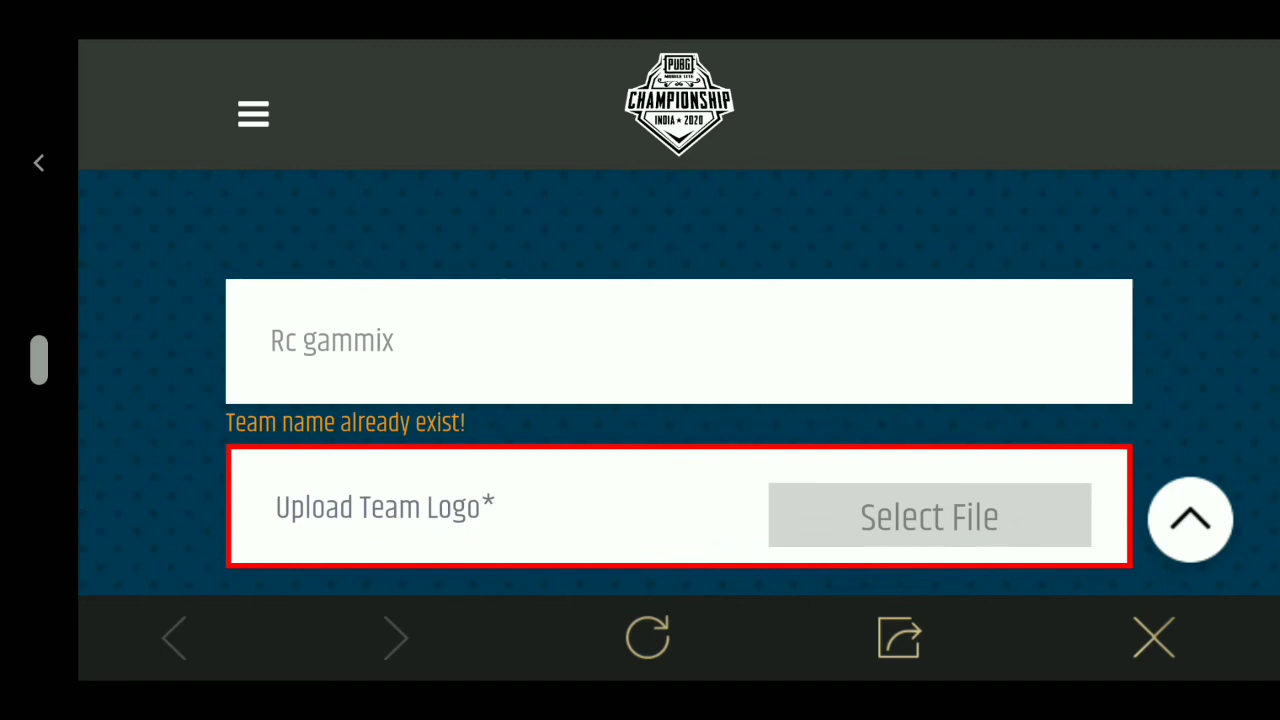 PUBG
MOBILE LITE
CHAMPIONSHIP
INDIA ★ 2020
Rc gammix
Team name already exist!
Upload Team Logo*
Select File